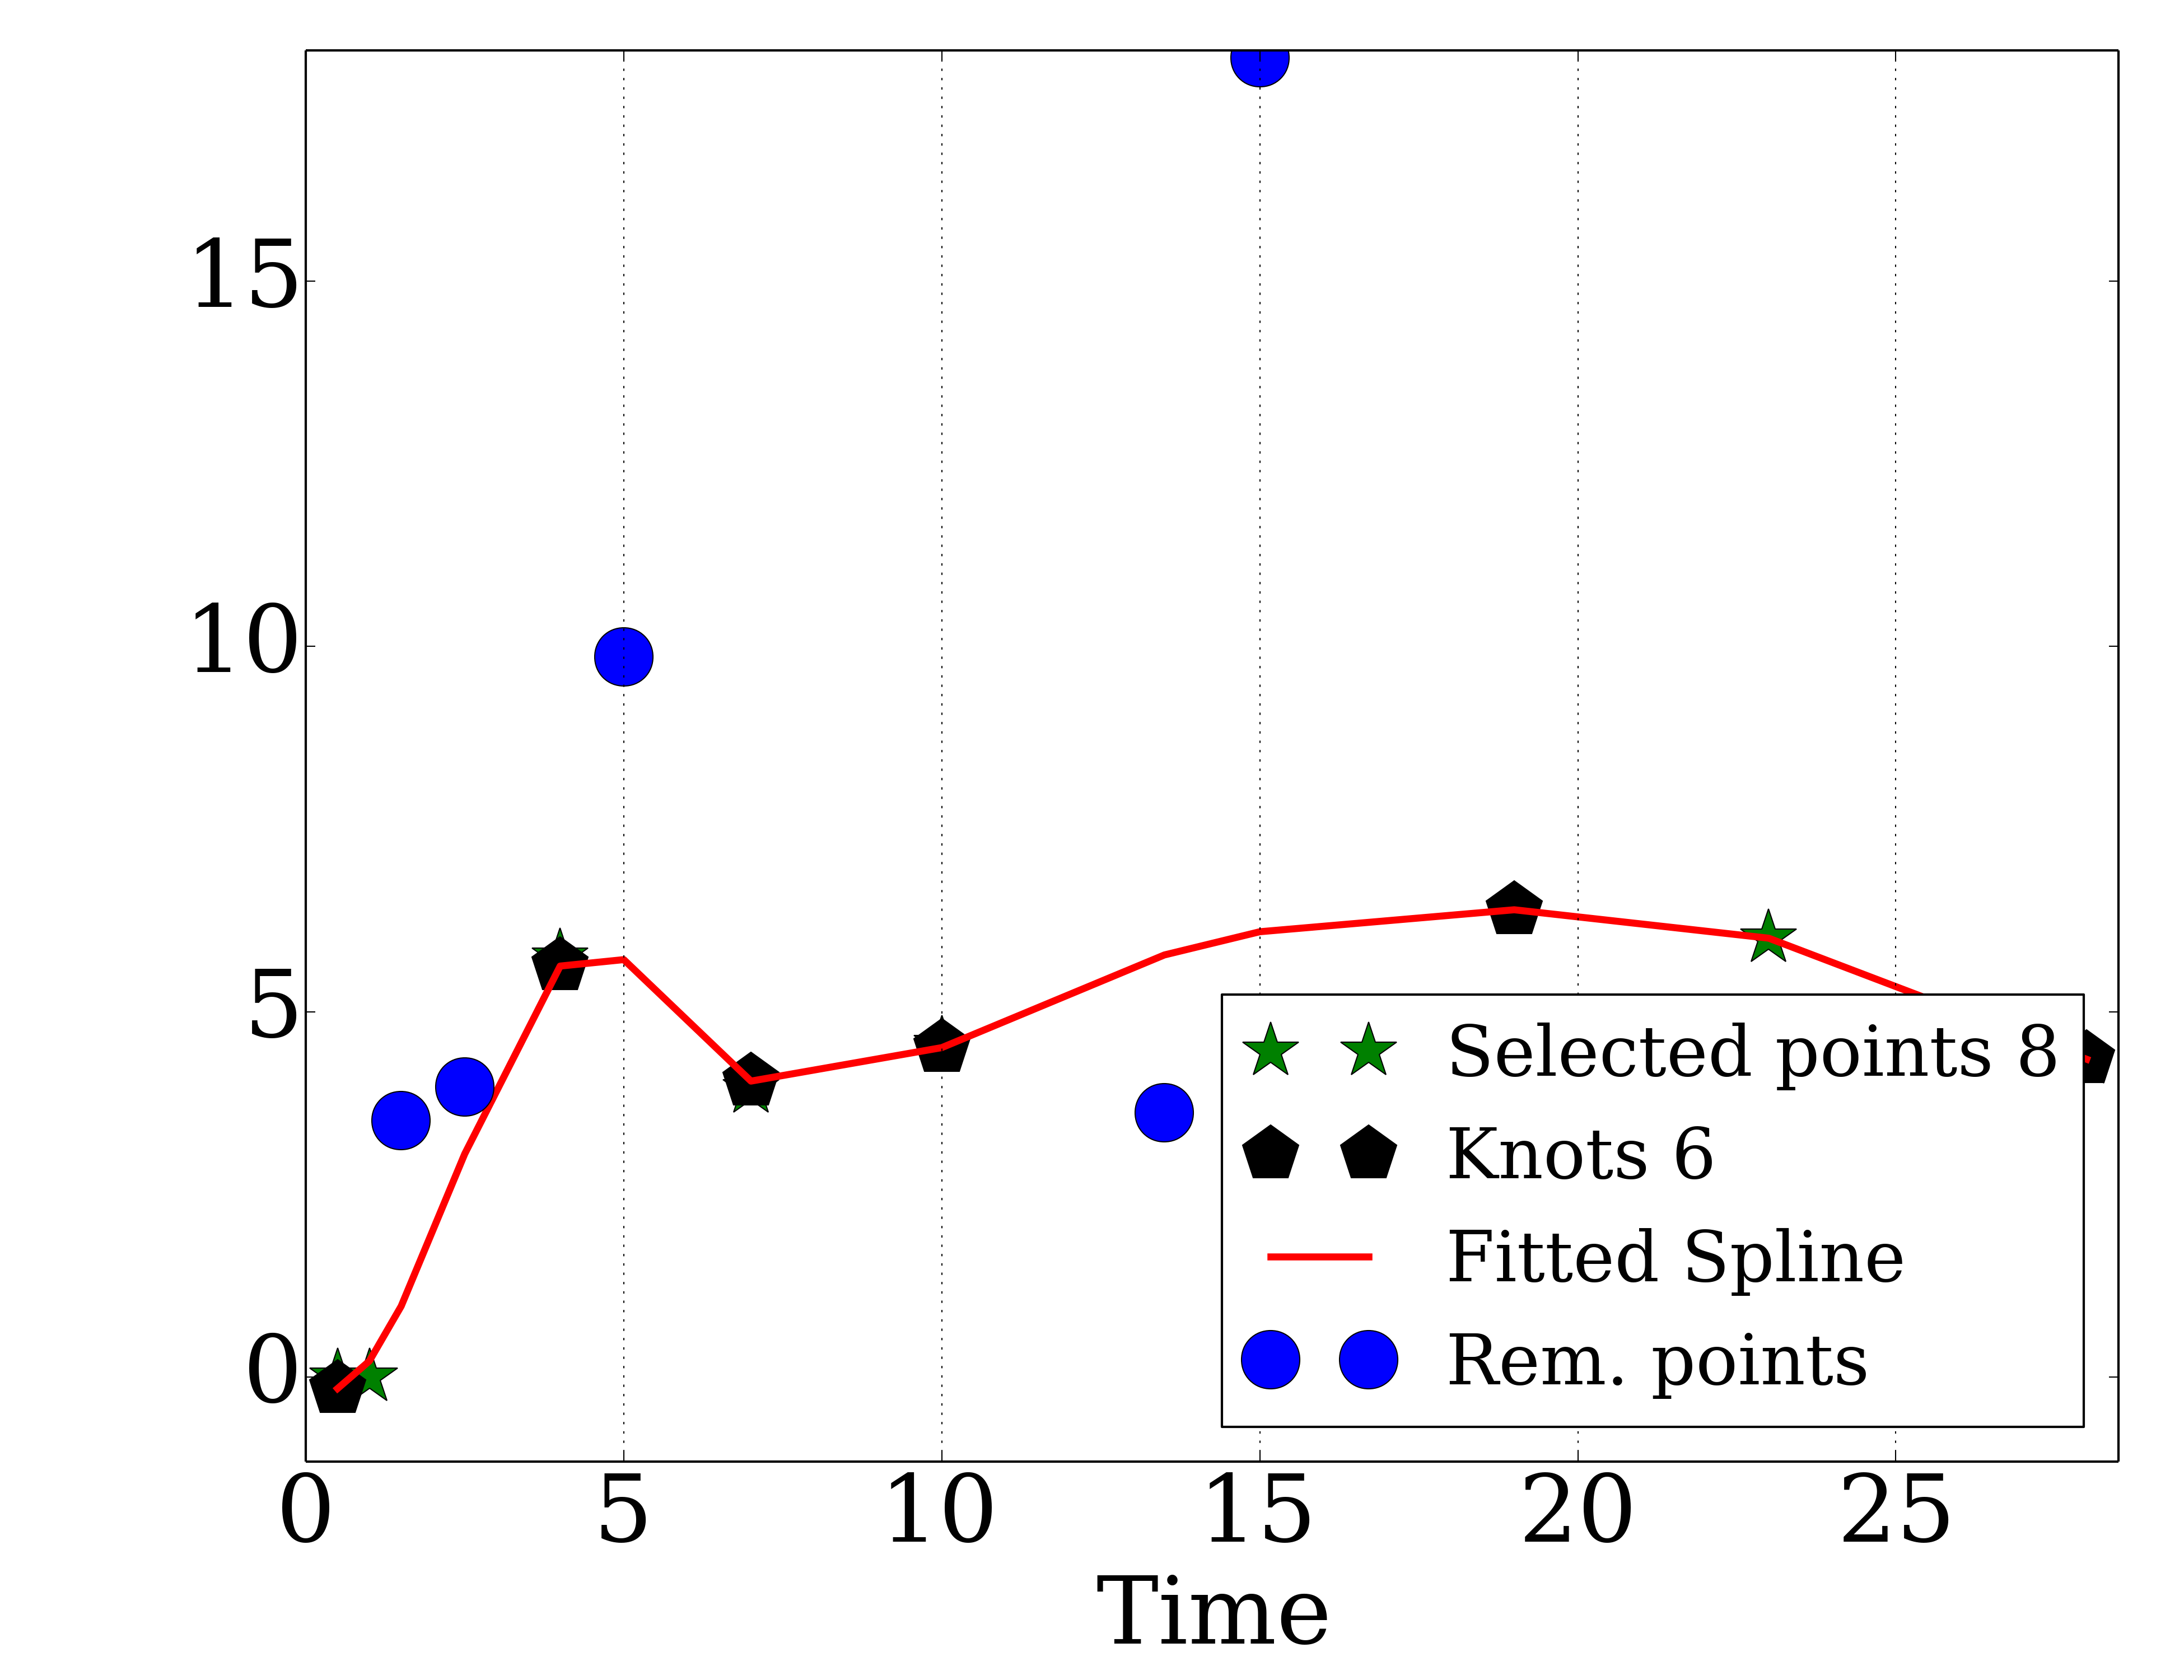 15
10
5
0
Selected points 8
Knots 6
Fitted Spline
Rem. points
0 5 10 15 20 25
Time